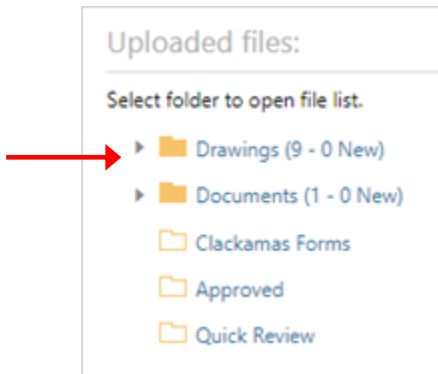 Uploaded files:
Select folder to open file list.
Drawings (9 - 0 New)
Documents (1 - 0 New)
Clackamas Forms
Approved
Quick Review